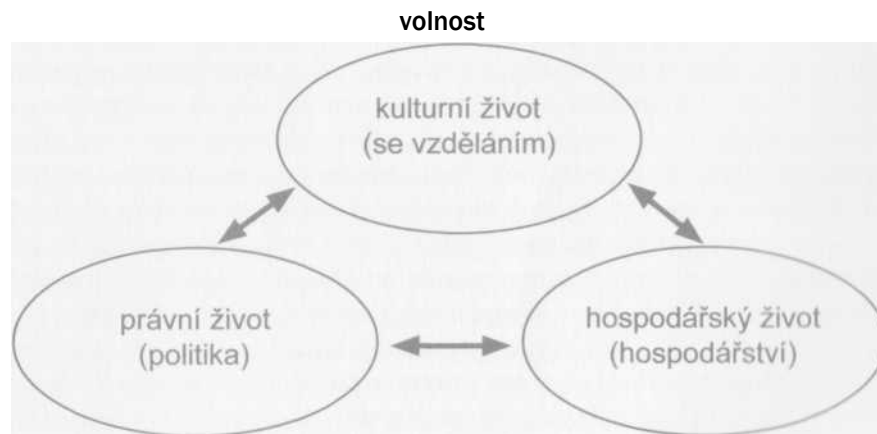 volnost
kulturní život
(se vzděláním)
právní život
(politika)
hospodářský život
(hospodářství)